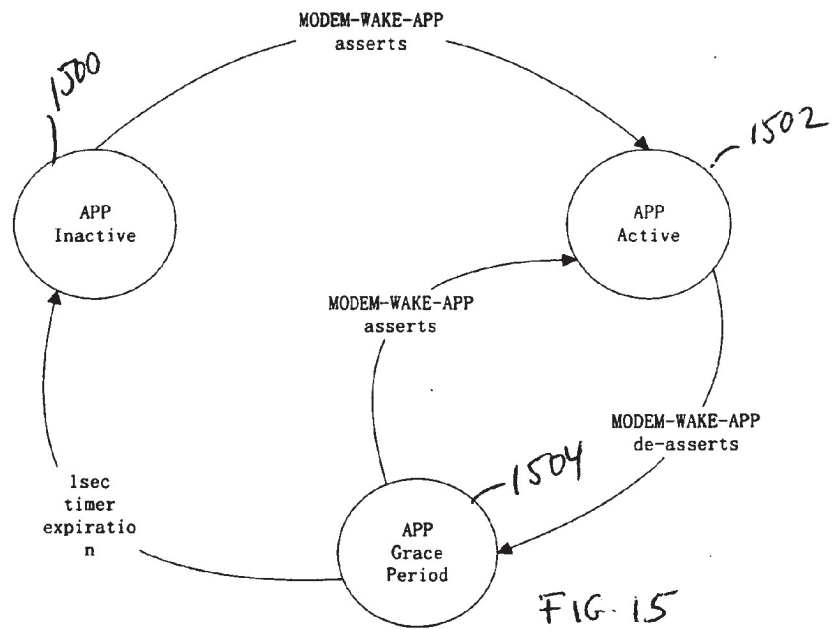 MODEM-WAKE-APP
asserts
1500
1502
APP
Inactive
APP
Active
MODEM-WAKE-APP
asserts
MODEM-WAKE-APP
de-asserts
1sec
timer
expiratio
n
1504
APP
Grace
Period
FIG. 15